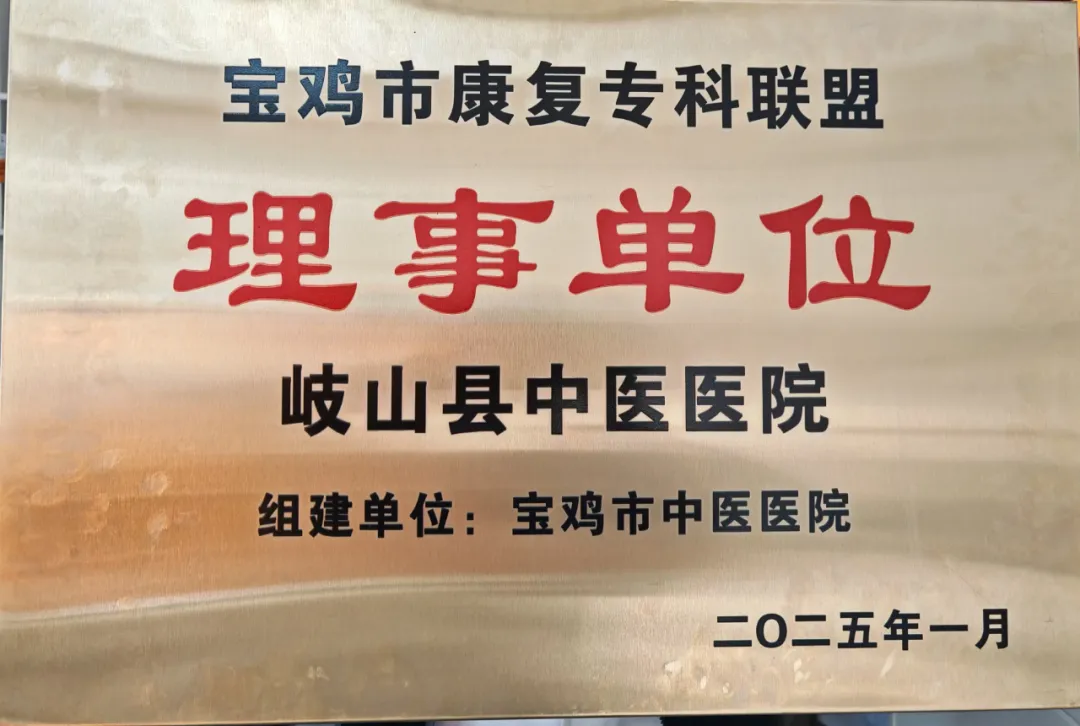 宝鸡市康复专科联盟
理事单位
岐山县中医医院
组建单位：宝鸡市中医医院
二〇二五年一月